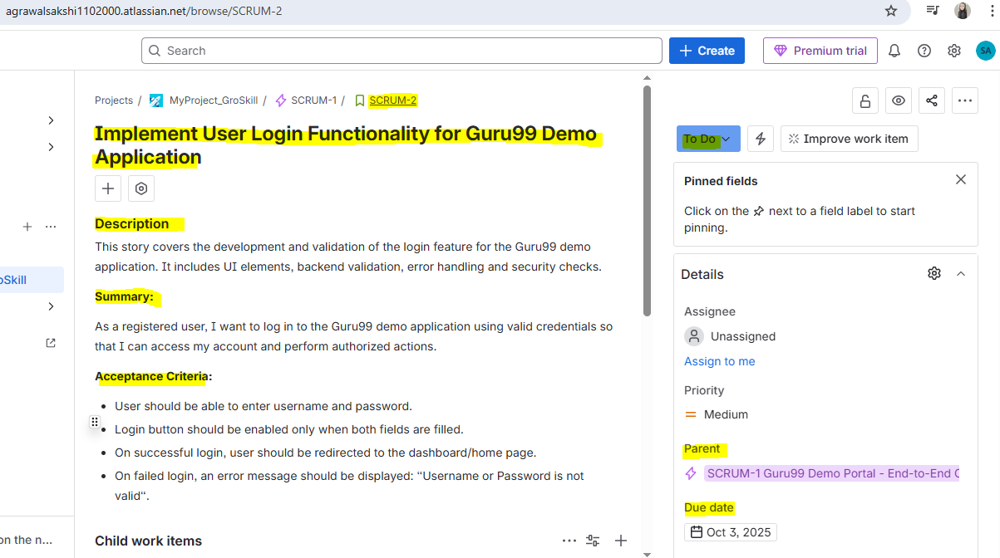 agrawalsakshi1102000.atlassian.net/browse/SCRUM-2
Search
Create
Premium trial
SA
Projects / MyProject_GroSkill / SCRUM-1 / SCRUM-2
Implement User Login Functionality for Guru99 Demo
Application
Description
This story covers the development and validation of the login feature for the Guru99 demo
application. It includes UI elements, backend validation, error handling and security checks.
Summary:
As a registered user, I want to log in to the Guru99 demo application using valid credentials so
that I can access my account and perform authorized actions.
Acceptance Criteria:
User should be able to enter username and password.
Login button should be enabled only when both fields are filled.
On successful login, user should be redirected to the dashboard/home page.
On failed login, an error message should be displayed: “Username or Password is not
valid“.
Child work items
oSkill
on the n...
To Do
Improve work item
Pinned fields
Click on the next to a field label to start
pinning.
Details
Assignee
Unassigned
Assign to me
Priority
Medium
Parent
SCRUM-1 Guru99 Demo Portal - End-to-End
Due date
Oct 3, 2025